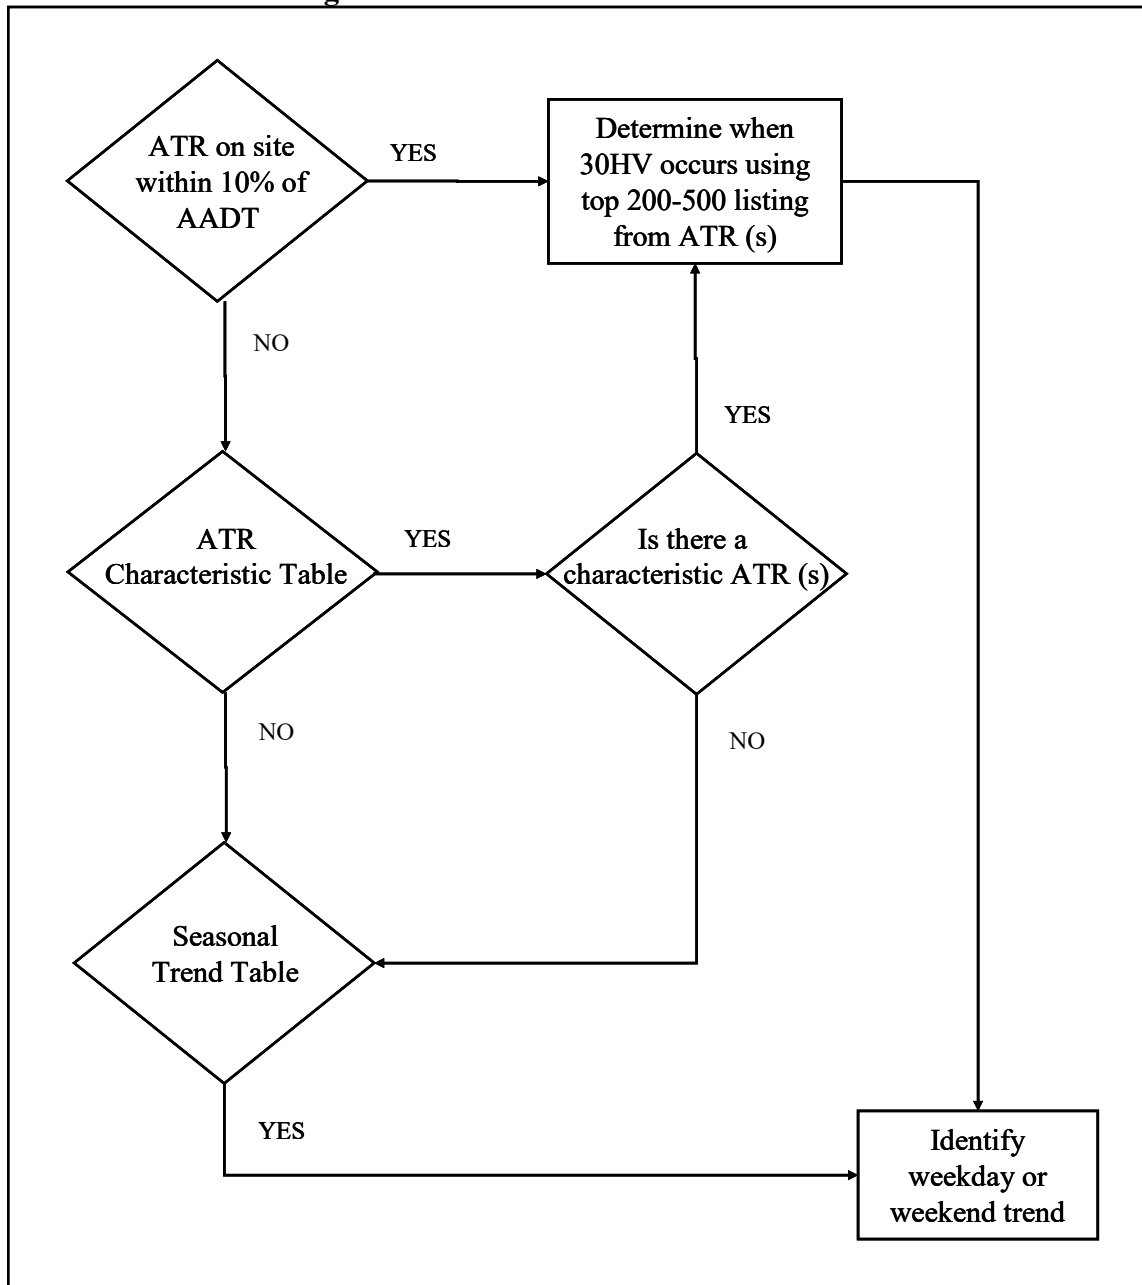 ATR on site
within 10% of
AADT
YES
Determine when
30HV occurs using
top 200-500 listing
from ATR (s)
NO
YES
ATR
Characteristic Table
YES
Is there a
characteristic ATR (s)
NO
NO
Seasonal
Trend Table
YES
Identify
weekday or
weekend trend